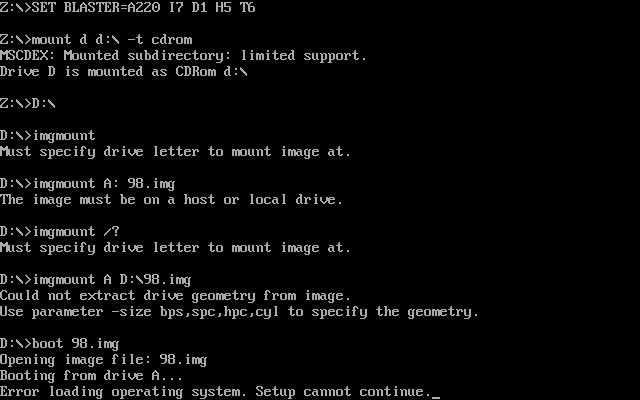 Z:\>SET BLASTER=A220 I7 D1 H5 T6
Z:\>mount d d:\ -t cdrom
MSCDEX: Mounted subdirectory: limited support.
Drive D is mounted as CDRom d:\
Z:\>D:\
D:\>imgmount
Must specify drive letter to mount image at.
D:\>imgmount A: 98.img
The image must be on a host or local drive.
D:\>imgmount /?
Must specify drive letter to mount image at.
D:\>imgmount A D:\98.img
Could not extract drive geometry from image.
Use parameter -size bps,spc,hpc,cyl to specify the geometry.
D:\>boot 98.img
Opening image file: 98.img
Booting from drive A...
Error loading operating system. Setup cannot continue._